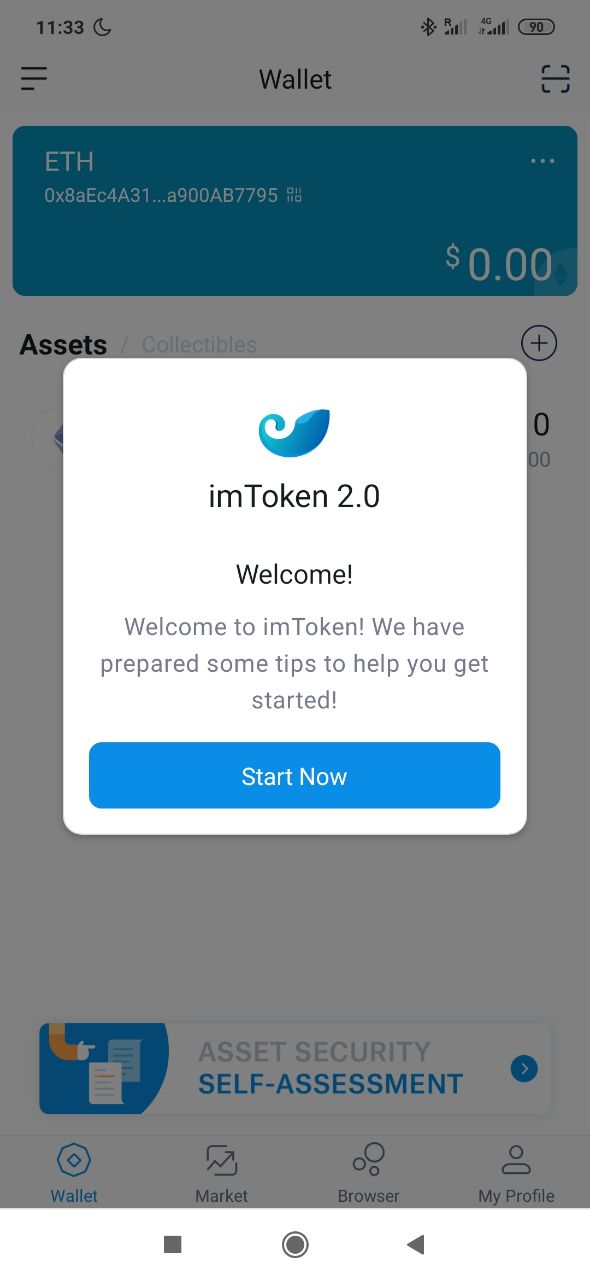 11:33
R
4G
90
Wallet
ETH
0x8aEc4A31...a900AB7795
$ 0.00
Assets / Collectibles
0
00
imToken 2.0
Welcome!
Welcome to imToken! We have
prepared some tips to help you get
started!
Start Now
ASSET SECURITY
SELF-ASSESSMENT
Wallet
Market
Browser
My Profile